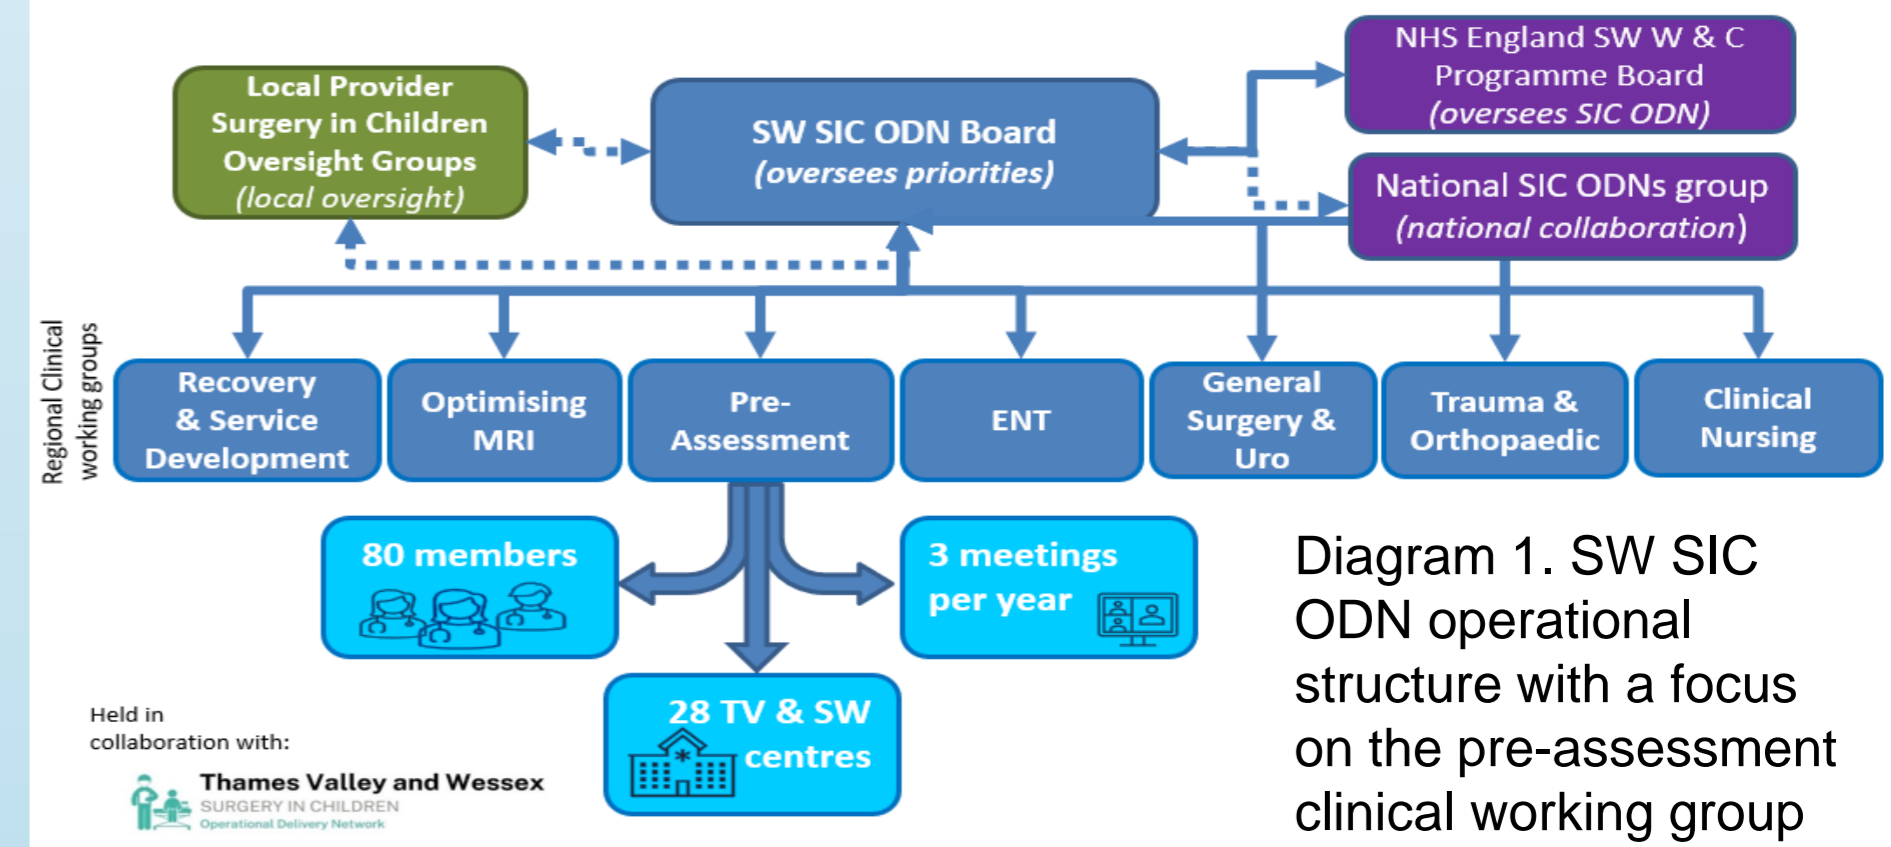 Local Provider
Surgery in Children
Oversight Groups
(local oversight)
SW SIC ODN Board
(oversees priorities)
NHS England SW W & C
Programme Board
(oversees SIC ODN)
National SIC ODNs group
(national collaboration)
Regional Clinical
working groups
Recovery
& Service
Development
Optimising
MRI
Pre-
Assessment
ENT
General
Surgery &
Uro
Trauma &
Orthopaedic
Clinical
Nursing
80 members
3 meetings
per year
28 TV & SW
centres
Held in
collaboration with:
Thames Valley and Wessex
SURGERY IN CHILDREN
Operational Delivery Network
Diagram 1. SW SIC
ODN operational
structure with a focus
on the pre-assessment
clinical working group